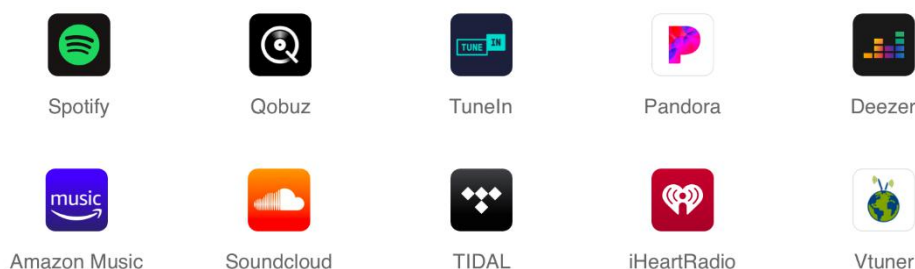 TUNE IN
Spotify
Qobuz
TuneIn
Pandora
Deezer
music
Amazon Music
Soundcloud
TIDAL
iHeartRadio
Vtuner